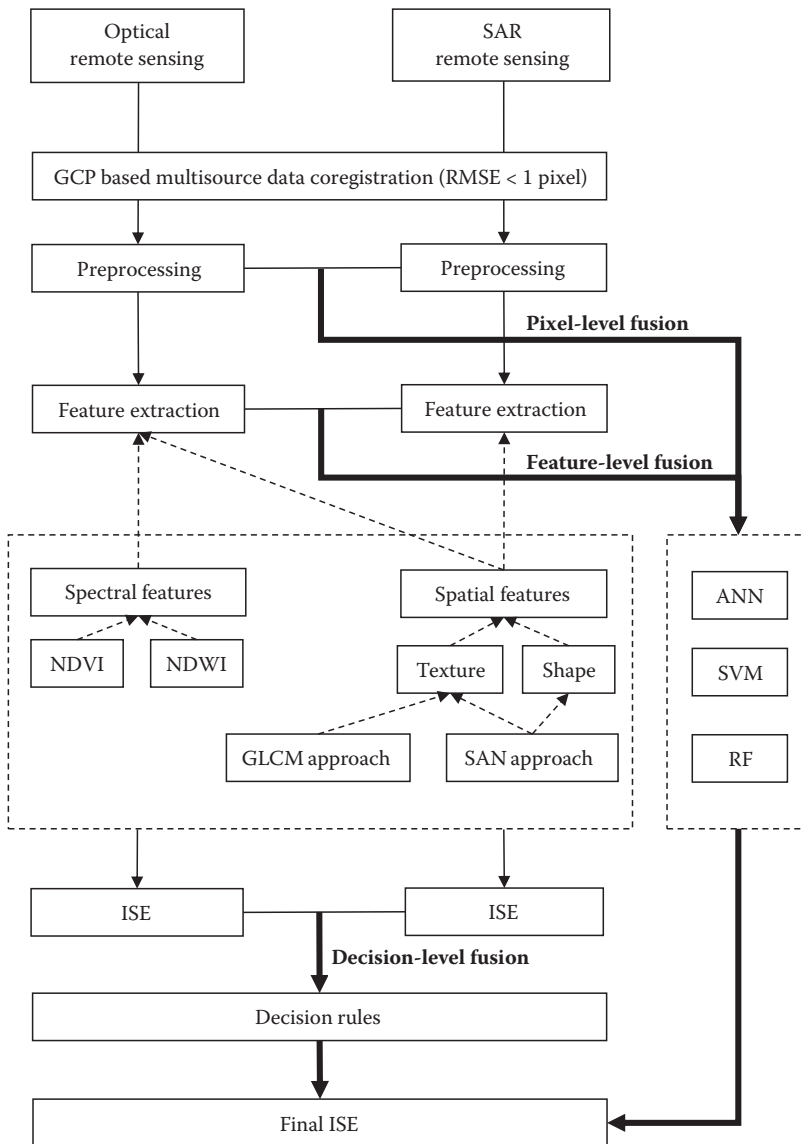 Optical
remote sensing
SAR
remote sensing
GCP based multisource data coregistration (RMSE < 1 pixel)
Preprocessing
Preprocessing
Pixel-level fusion
Feature extraction
Feature extraction
Feature-level fusion
Spectral features
Spatial features
ANN
NDVI
NDWI
Texture
Shape
SVM
GLCM approach
SAN approach
RF
ISE
ISE
Decision-level fusion
Decision rules
Final ISE